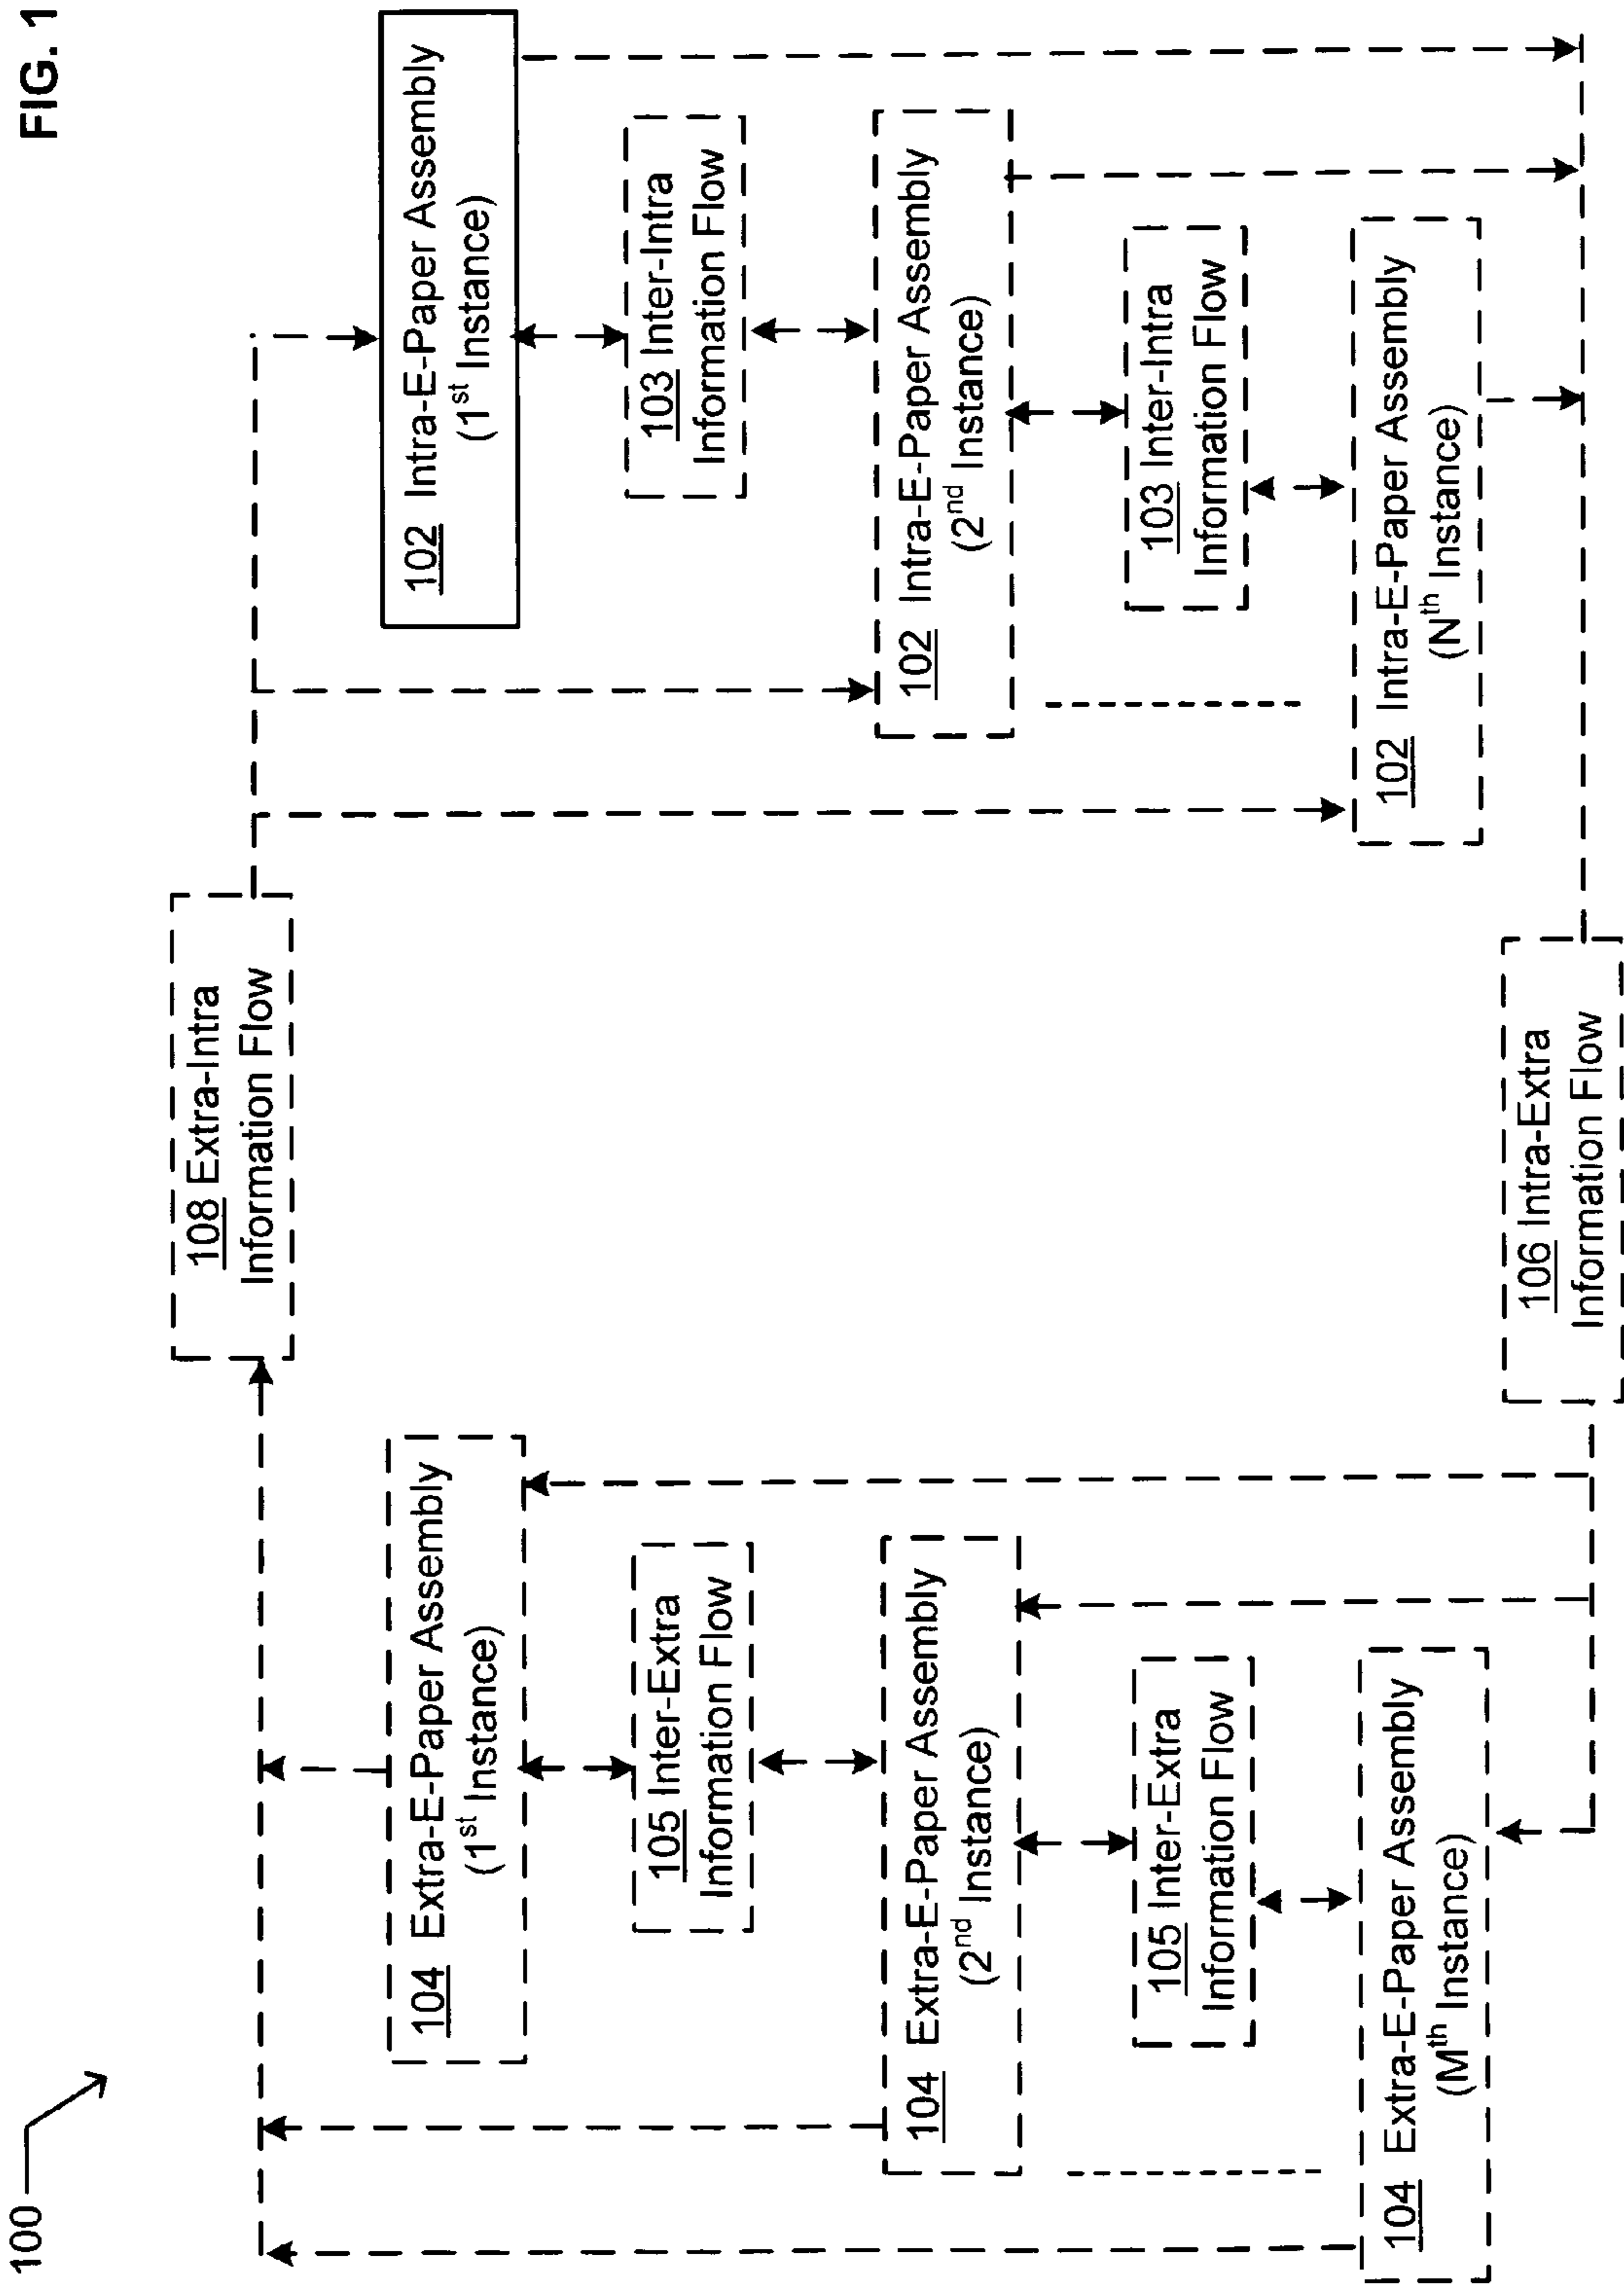 FIG. 1
100
108 Extra-Intra
Information Flow
104 Extra-E-Paper Assembly
(1st Instance)
105 Inter-Extra
Information Flow
104 Extra-E-Paper Assembly
(2nd Instance)
105 Inter-Extra
Information Flow
104 Extra-E-Paper Assembly
(Mth Instance)
102 Intra-E-Paper Assembly
(1st Instance)
103 Inter-Intra
Information Flow
102 Intra-E-Paper Assembly
(2nd Instance)
103 Inter-Intra
Information Flow
102 Intra-E-Paper Assembly
(Nth Instance)
106 Intra-Extra
Information Flow